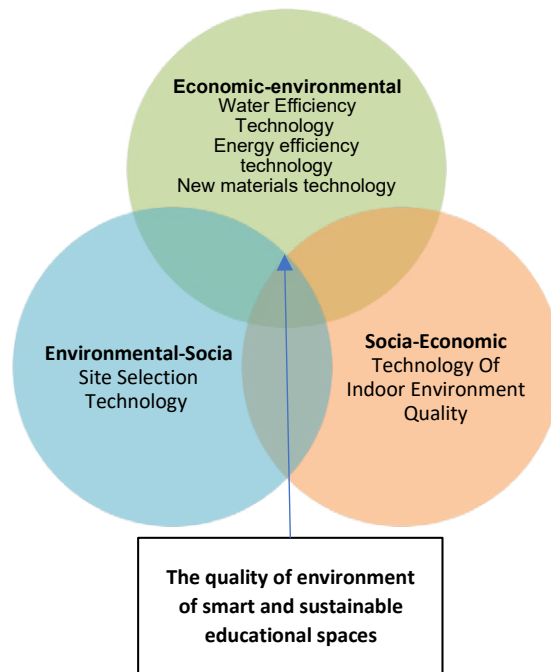 Economic-environmental
Water Efficiency
Technology
Energy efficiency
technology
New materials technology
Environmental-Socia
Site Selection
Technology
Socia-Economic
Technology Of
Indoor Environment
Quality
The quality of environment
of smart and sustainable
educational spaces